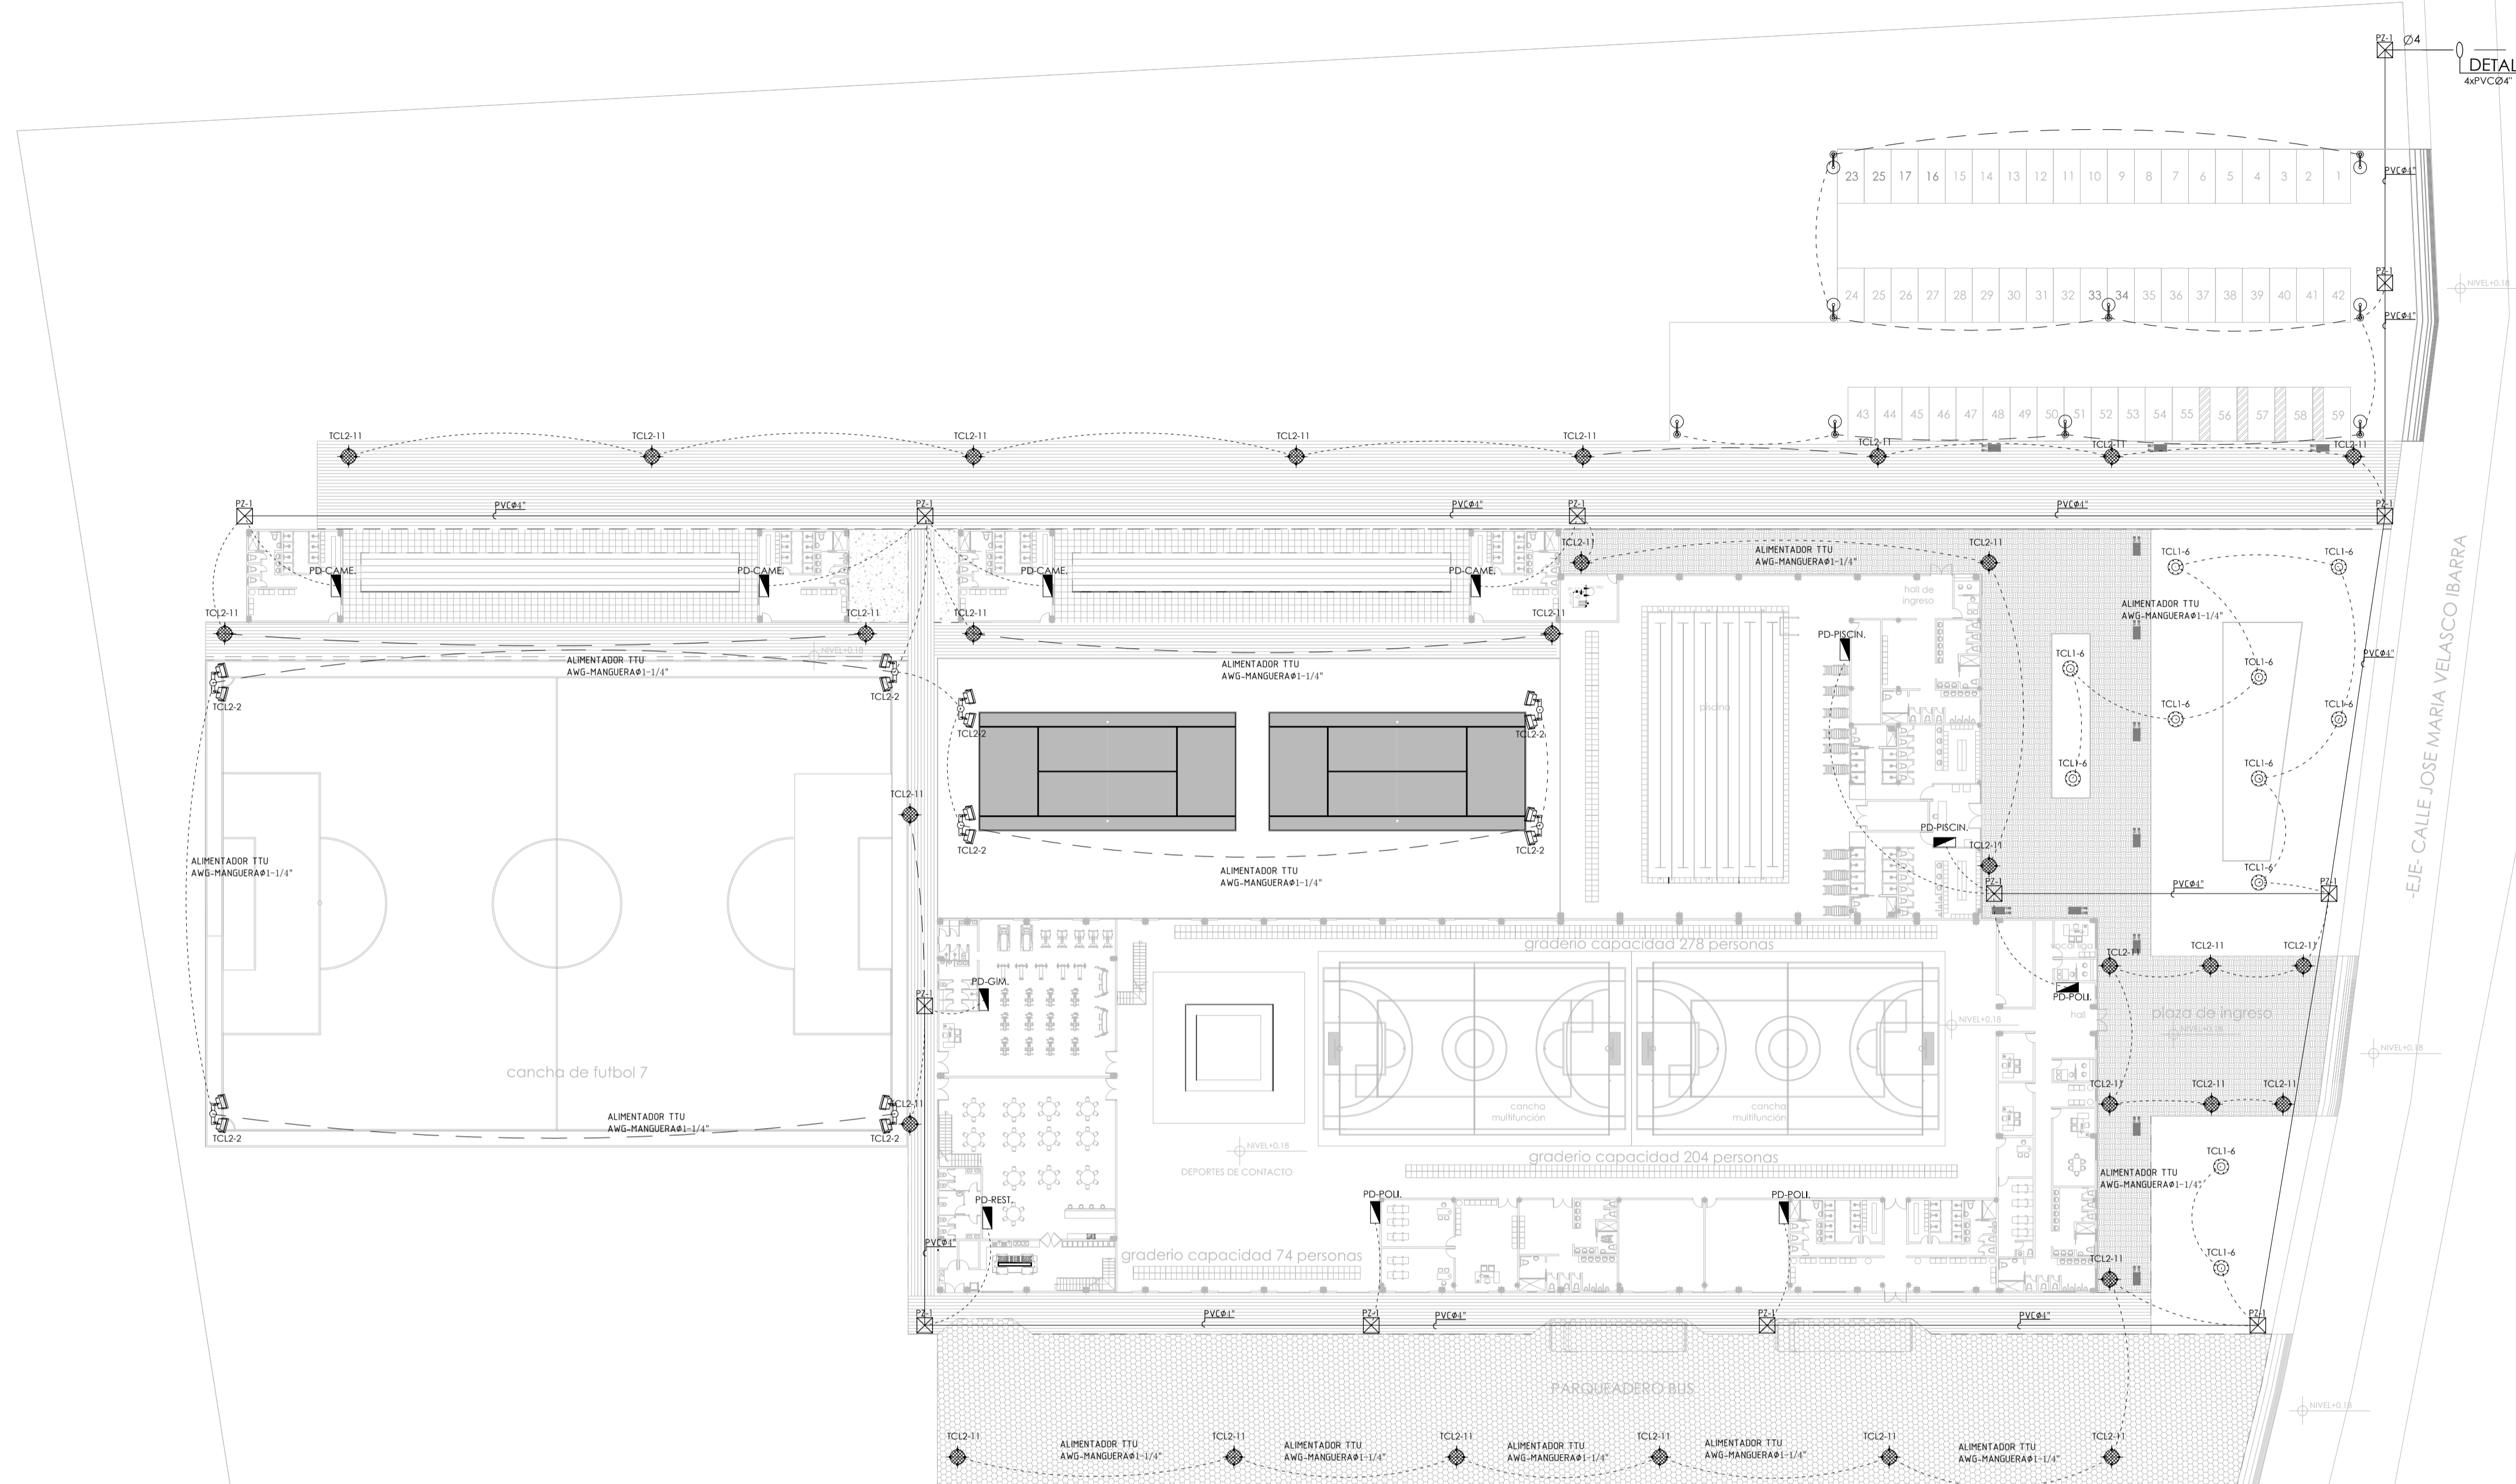 PZ-1 Ø4
DETAL
4xPVCØ4"
PVCØ4"
23 25 17 16 15 14 13 12 11 10 9 8 7 6 5 4 3 2 1
PZ-1
NIVEL+0.18
24 25 26 27 28 29 30 31 32 33 34 35 36 37 38 39 40 41 42
PVCØ4"
43 44 45 46 47 48 49 50 51 52 53 54 55 56 57 58 59
TCL2-11 TCL2-11 TCL2-11 TCL2-11 TCL2-11 TCL2-11 TCL2-11 TCL2-11
PZ-1 PVCØ4" PZ-1 PVCØ4" PZ-1 PVCØ4" PZ-1
TCL2-11 TCL2-11
ALIMENTADOR TTU
AWG-MANGUERAØ1-1/4"
TCL1-6 TCL1-6
PD-CAME. PD-CAME. PD-CAME. PD-CAME.
hall de
ingreso
ALIMENTADOR TTU
AWG-MANGUERAØ1-1/4"
TCL2-11 TCL2-11 TCL2-11 TCL2-11
PD-PISCIN.
NIVEL+0.18
ALIMENTADOR TTU
AWG-MANGUERAØ1-1/4"
ALIMENTADOR TTU
AWG-MANGUERAØ1-1/4"
PVCØ4"
TCL1-6 TCL1-6
TCL2-2 TCL2-2
TCL1-6 TCL1-6
piscina
TCL2-2 TCL2-2
-EJE- CALLE JOSE MARIA VELASCO IBARRA
TCL1-6 TCL1-6
TCL2-11
PD-PISCIN.
TCL2-2 TCL2-2
TCL2-11
ALIMENTADOR TTU
AWG-MANGUERAØ1-1/4"
ALIMENTADOR TTU
AWG-MANGUERAØ1-1/4"
TCL1-6
PZ-1 PVCØ4" PZ-1
graderio capacidad 278 personas
vocal liga
TCL2-11 TCL2-11 TCL2-11
PD-GIM.
PZ-1
PD-POLI.
hall
plaza de ingreso
NIVEL+0.18
NIVEL+0.18
NIVEL+0.18
cancha de futbol 7
TCL2-11 TCL2-11 TCL2-11
TCL2-11
cancha
multifunción
cancha
multifunción
ALIMENTADOR TTU
AWG-MANGUERAØ1-1/4"
TCL2-2 TCL2-2
NIVEL+0.18
DEPORTES DE CONTACTO
graderio capacidad 204 personas
TCL1-6
ALIMENTADOR TTU
AWG-MANGUERAØ1-1/4"
PD-REST.
PD-POLI. PD-POLI.
PVCØ4"
graderio capacidad 74 personas
TCL2-11
TCL1-6
PZ-1 PVCØ4" PZ-1 PVCØ4" PZ-1 PVCØ4" PZ-1
PARQUEADERO BUS
NIVEL+0.18
TCL2-11 TCL2-11 TCL2-11 TCL2-11 TCL2-11 TCL2-11
ALIMENTADOR TTU
AWG-MANGUERAØ1-1/4"
ALIMENTADOR TTU
AWG-MANGUERAØ1-1/4"
ALIMENTADOR TTU
AWG-MANGUERAØ1-1/4"
ALIMENTADOR TTU
AWG-MANGUERAØ1-1/4"
ALIMENTADOR TTU
AWG-MANGUERAØ1-1/4"